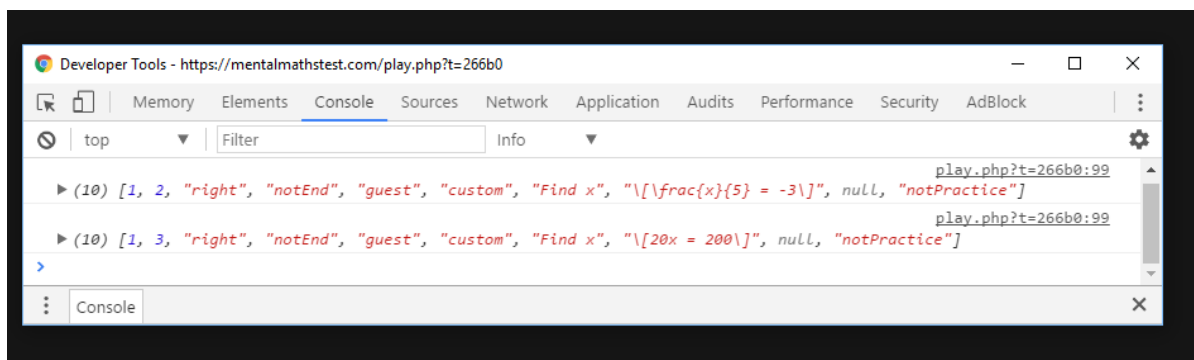 Developer Tools - https://mentalmathstest.com/play.php?t=266b0
Memory Elements Console Sources Network Application Audits Performance Security AdBlock
top Filter Info
play.php?t=266b0:99
(10) [1, 2, "right", "notEnd", "guest", "custom", "Find x", "\[\frac{x}{5} = -3\]", null, "notPractice"]
play.php?t=266b0:99
(10) [1, 3, "right", "notEnd", "guest", "custom", "Find x", "\[20x = 200\]", null, "notPractice"]
>
Console